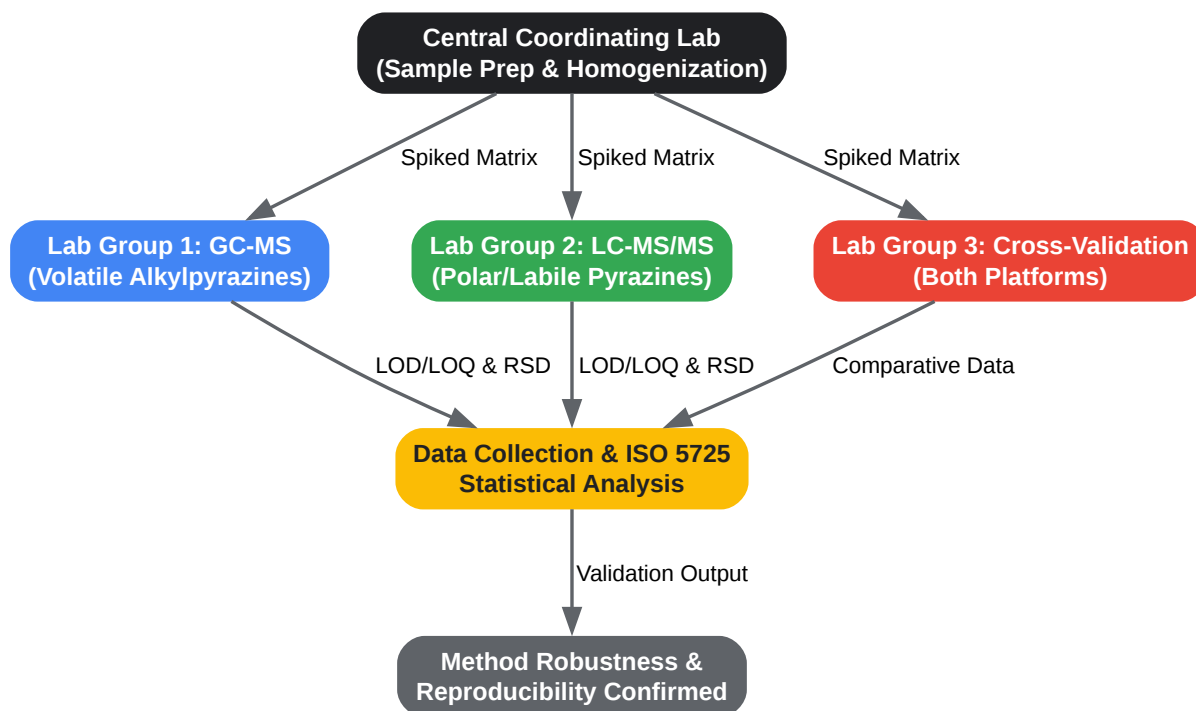 Central Coordinating Lab
(Sample Prep & Homogenization)
Spiked Matrix
Spiked Matrix
Spiked Matrix
Lab Group 1: GC-MS
(Volatile Alkylpyrazines)
Lab Group 2: LC-MS/MS
(Polar/Labile Pyrazines)
Lab Group 3: Cross-Validation
(Both Platforms)
LOD/LOQ & RSD
LOD/LOQ & RSD
Comparative Data
Data Collection & ISO 5725
Statistical Analysis
Validation Output
Method Robustness &
Reproducibility Confirmed